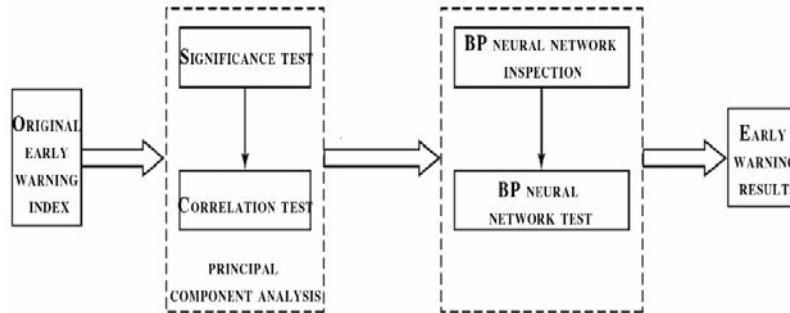 ORIGINAL
EARLY
WARNING
INDEX
SIGNIFICANCE TEST
CORRELATION TEST
PRINCIPAL
COMPONENT ANALYSIS
BP NEURAL NETWORK
INSPECTION
BP NEURAL
NETWORK TEST
EARLY
WARNING
RESULTS